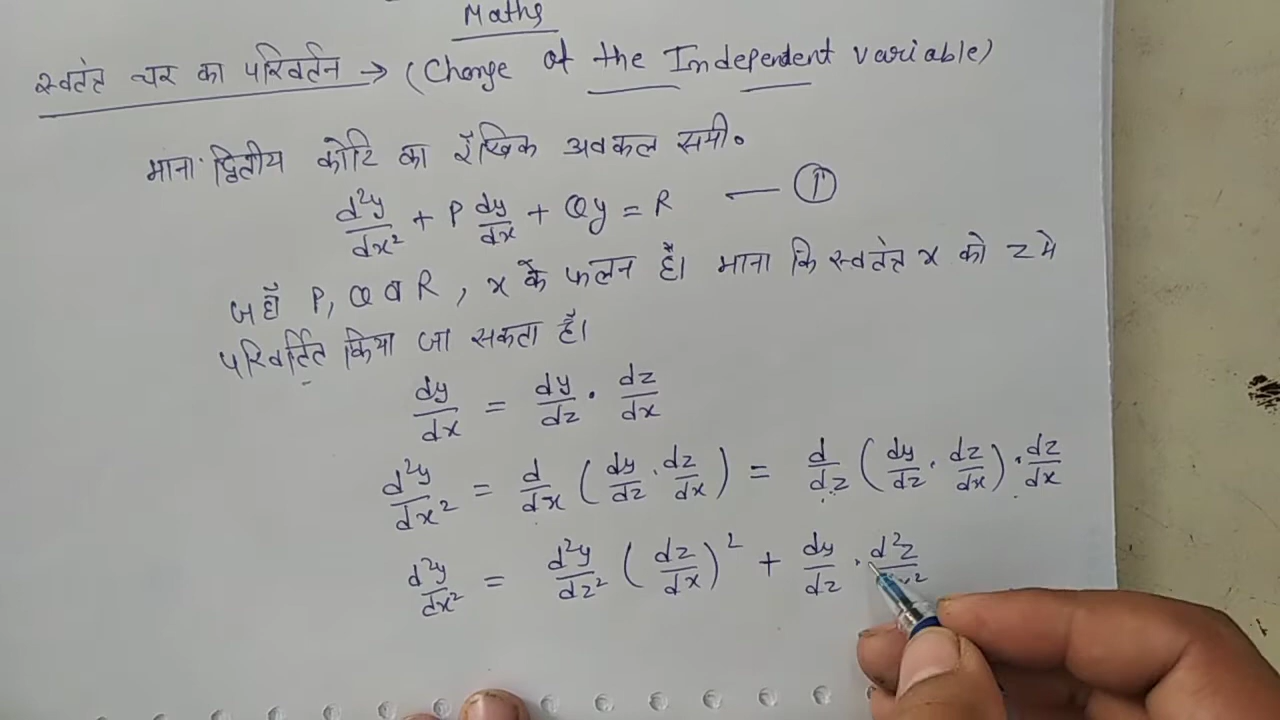 Maths
स्वतंत्र चर का परिवर्तन → (Change of the Independent variable)
माना द्वितीय कोटि का रैखिक अवकल समी०
d²y/dx² + P dy/dx + Qy = R — ①
जहाँ P, Q व R , x के फलन है। माना कि स्वतंत्र x को z मे
परिवर्तित किया जा सकता है।
dy/dx = dy/dz · dz/dx
d²y/dx² = d/dx (dy/dz · dz/dx) = d/dz (dy/dz · dz/dx) · dz/dx
d²y/dx² = d²y/dz² (dz/dx)² + dy/dz · d²z/dx²